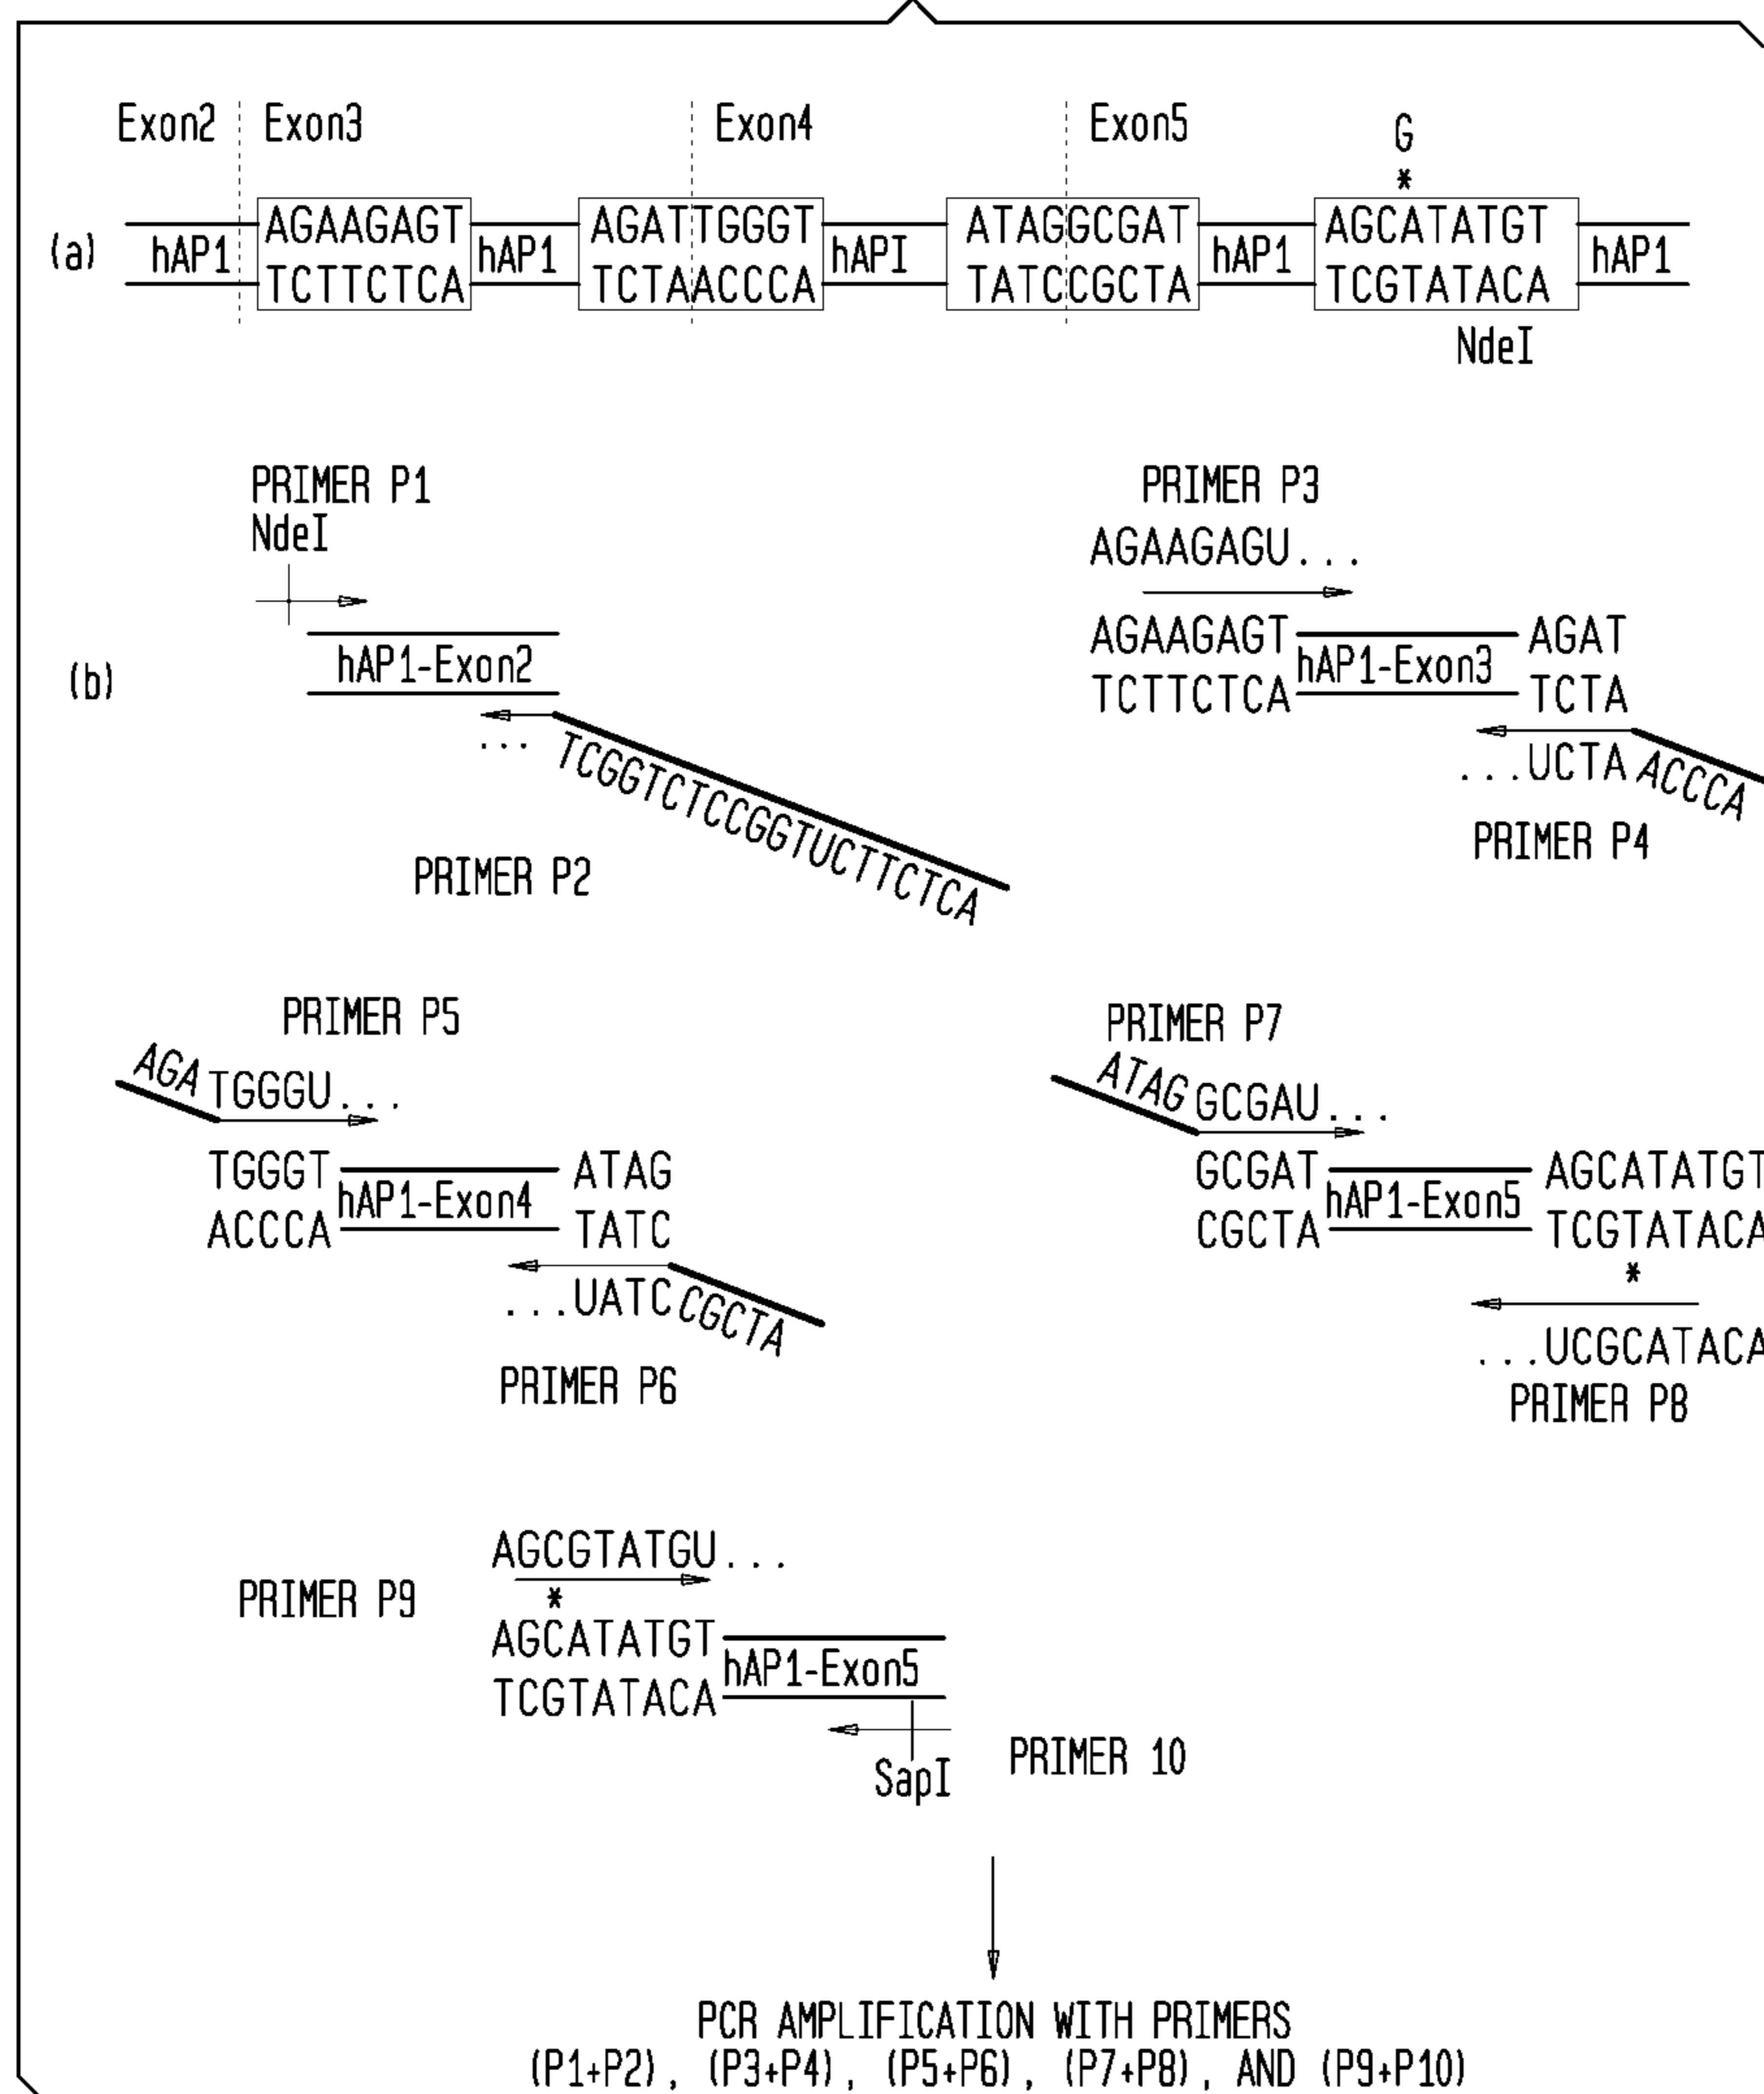 Exon2 Exon3 Exon4 Exon5 G
*
(a) hAP1 AGAAGAGT hAP1 AGATTGGGT hAPI ATAGGCGAT hAP1 AGCATATGT hAP1
TCTTCTCA TCTAACCCA TATCCGCTA TCGTATACA
NdeI
PRIMER P1
NdeI
(b)
hAP1-Exon2
... TCGGTCTCCGGTUCTTCTCA
PRIMER P2
PRIMER P3
AGAAGAGU...
AGAAGAGT hAP1-Exon3 AGAT
TCTTCTCA TCTA
...UCTA ACCCA
PRIMER P4
PRIMER P5
AGA TGGGU...
TGGGT hAP1-Exon4 ATAG
ACCCA TATC
...UATC CGCTA
PRIMER P6
PRIMER P7
ATAG GCGAU...
GCGAT hAP1-Exon5 AGCATATGT
CGCTA TCGTATACA
*
...UCGCATACA
PRIMER P8
AGCGTATGU...
PRIMER P9 *
AGCATATGT hAP1-Exon5
TCGTATACA
SapI
PRIMER 10
PCR AMPLIFICATION WITH PRIMERS
(P1+P2), (P3+P4), (P5+P6), (P7+P8), AND (P9+P10)